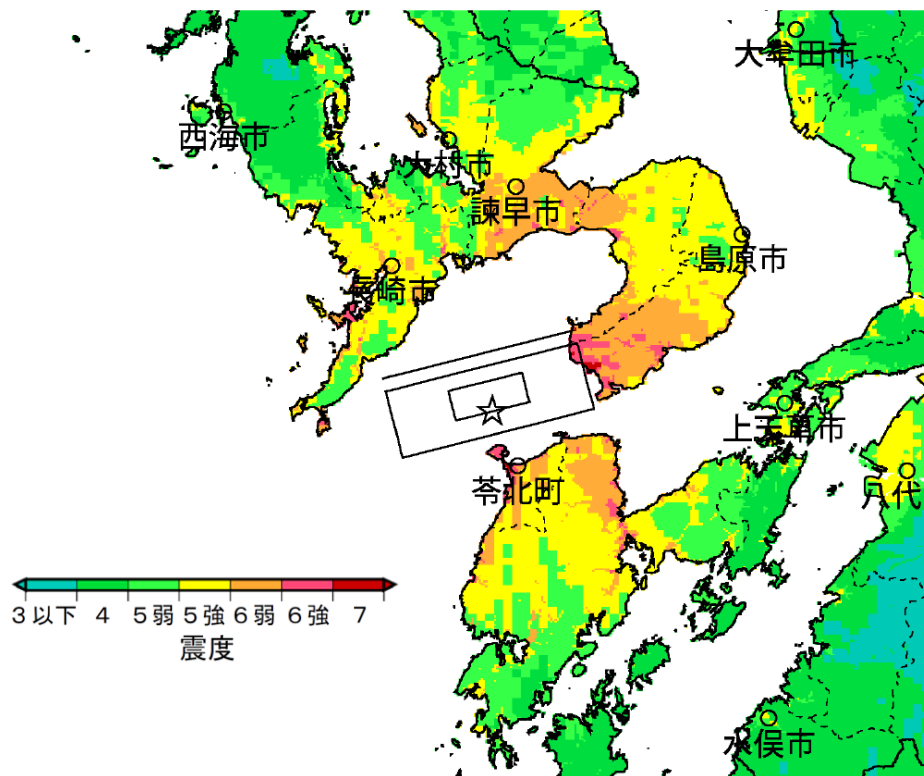 大牟田市
西海市
大村市
諫早市
島原市
長崎市
上天草市
八代
苓北町
3以下 4 5弱 5強 6弱 6強 7
震度
水俣市